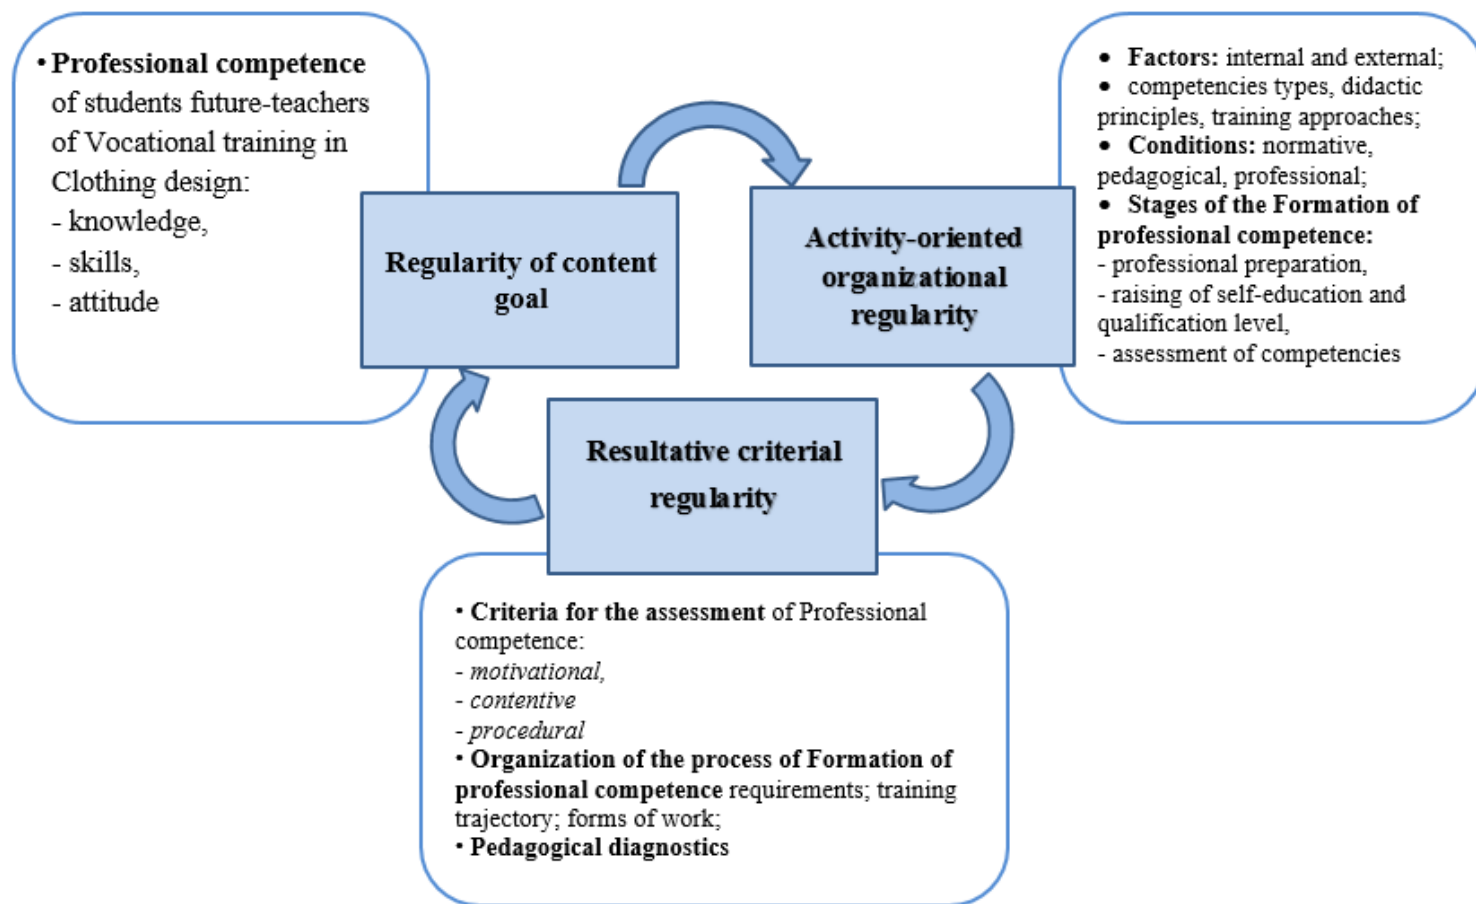 • Professional competence
of students future-teachers
of Vocational training in
Clothing design:
- knowledge,
- skills,
- attitude
Regularity of content
goal
Activity-oriented
organizational
regularity
• Factors: internal and external;
• competencies types, didactic
principles, training approaches;
• Conditions: normative,
pedagogical, professional;
• Stages of the Formation of
professional competence:
- professional preparation,
- raising of self-education and
qualification level,
- assessment of competencies
Resultative criterial
regularity
• Criteria for the assessment of Professional
competence:
- motivational,
- contentive
- procedural
• Organization of the process of Formation of
professional competence requirements; training
trajectory; forms of work;
• Pedagogical diagnostics